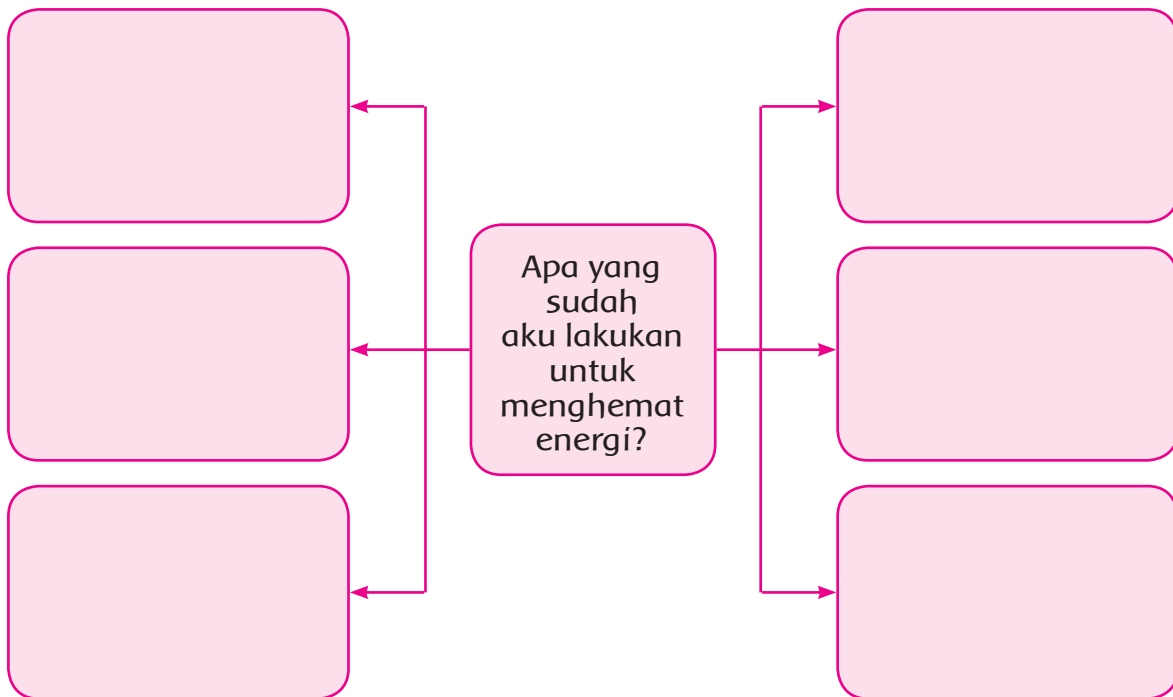 Apa yang
sudah
aku lakukan
untuk
menghemat
energi?